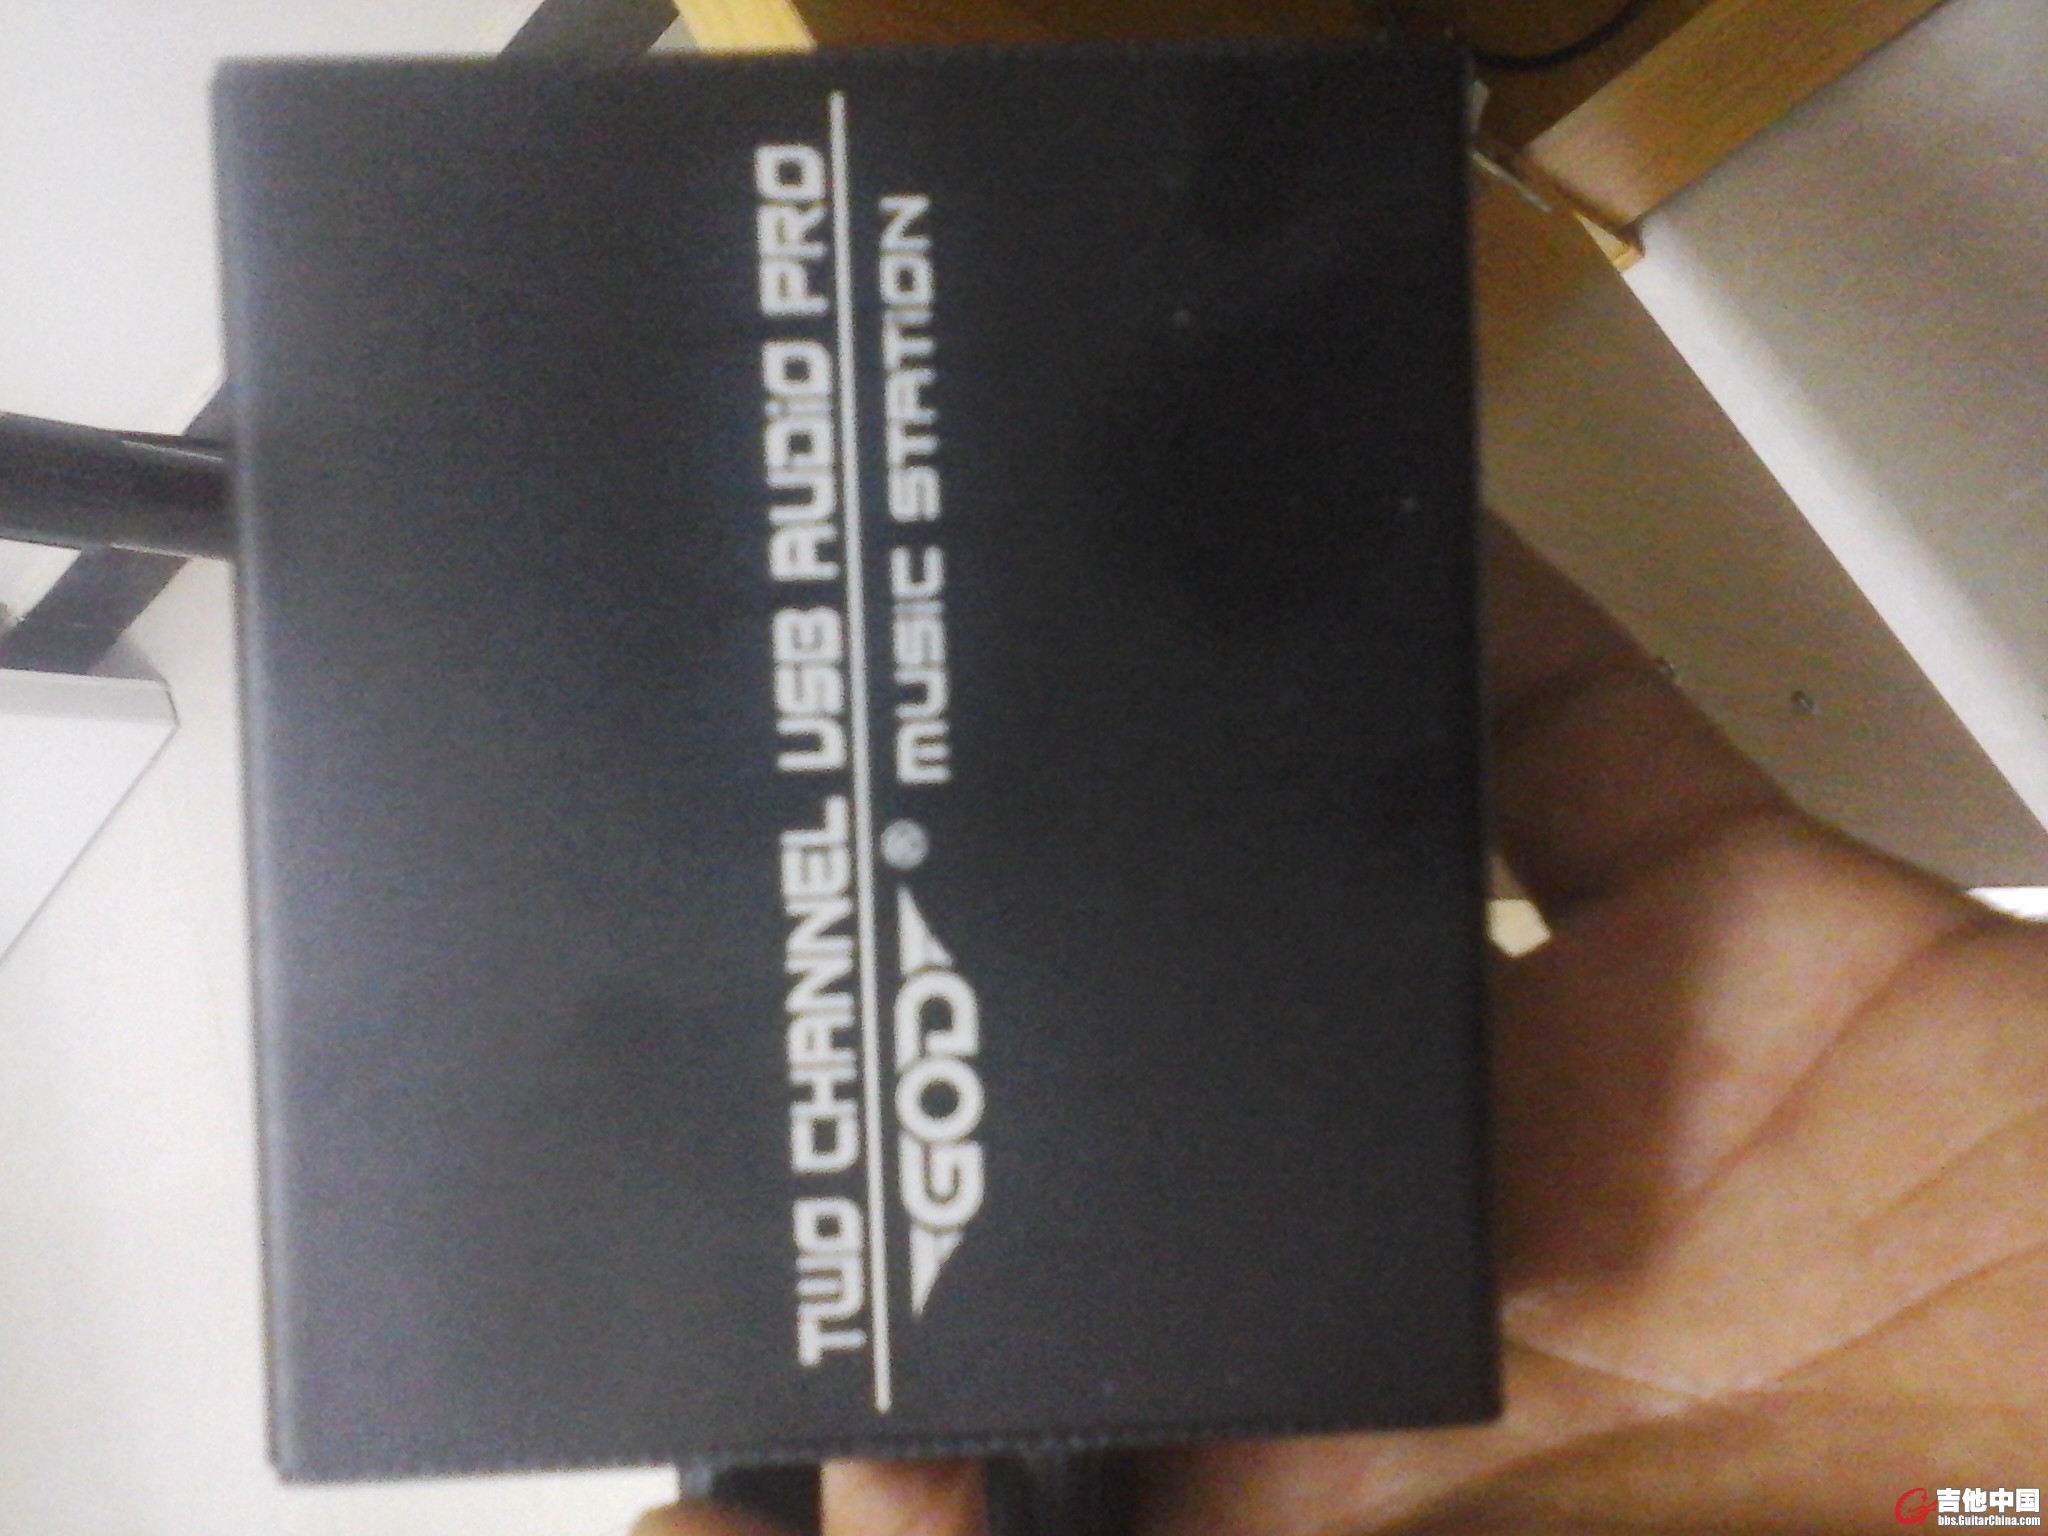 TWO CHANNEL USB AUDIO PRO
GOD® MUSIC STATION
吉他中国
bbs.GuitarChina.com